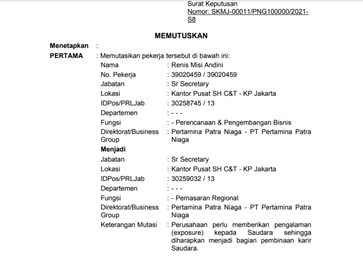 Surat Keputusan
Nomor: SKMJ-00011/PNG100000/2021-
S8
MEMUTUSKAN
Menetapkan :
PERTAMA : Memutasikan pekerja tersebut di bawah ini:
Nama : Renis Misi Andini
No. Pekerja : 39020459 / 39020459
Jabatan : Sr Secretary
Lokasi : Kantor Pusat SH C&T - KP Jakarta
IDPos/PRLJab : 30258745 / 13
Departemen : - - -
Fungsi : - Perencanaan & Pengembangan Bisnis
Direktorat/Business : Pertamina Patra Niaga - PT Pertamina Patra
Group Niaga
Menjadi
Jabatan : Sr Secretary
Lokasi : Kantor Pusat SH C&T - KP Jakarta
IDPos/PRLJab : 30259032 / 13
Departemen : - - -
Fungsi : - Pemasaran Regional
Direktorat/Business : Pertamina Patra Niaga - PT Pertamina Patra
Group Niaga
Keterangan Mutasi : Perusahaan perlu memberikan pengalaman
(exposure) kepada Saudara sehingga
diharapkan menjadi bagian pembinaan karir
Saudara.